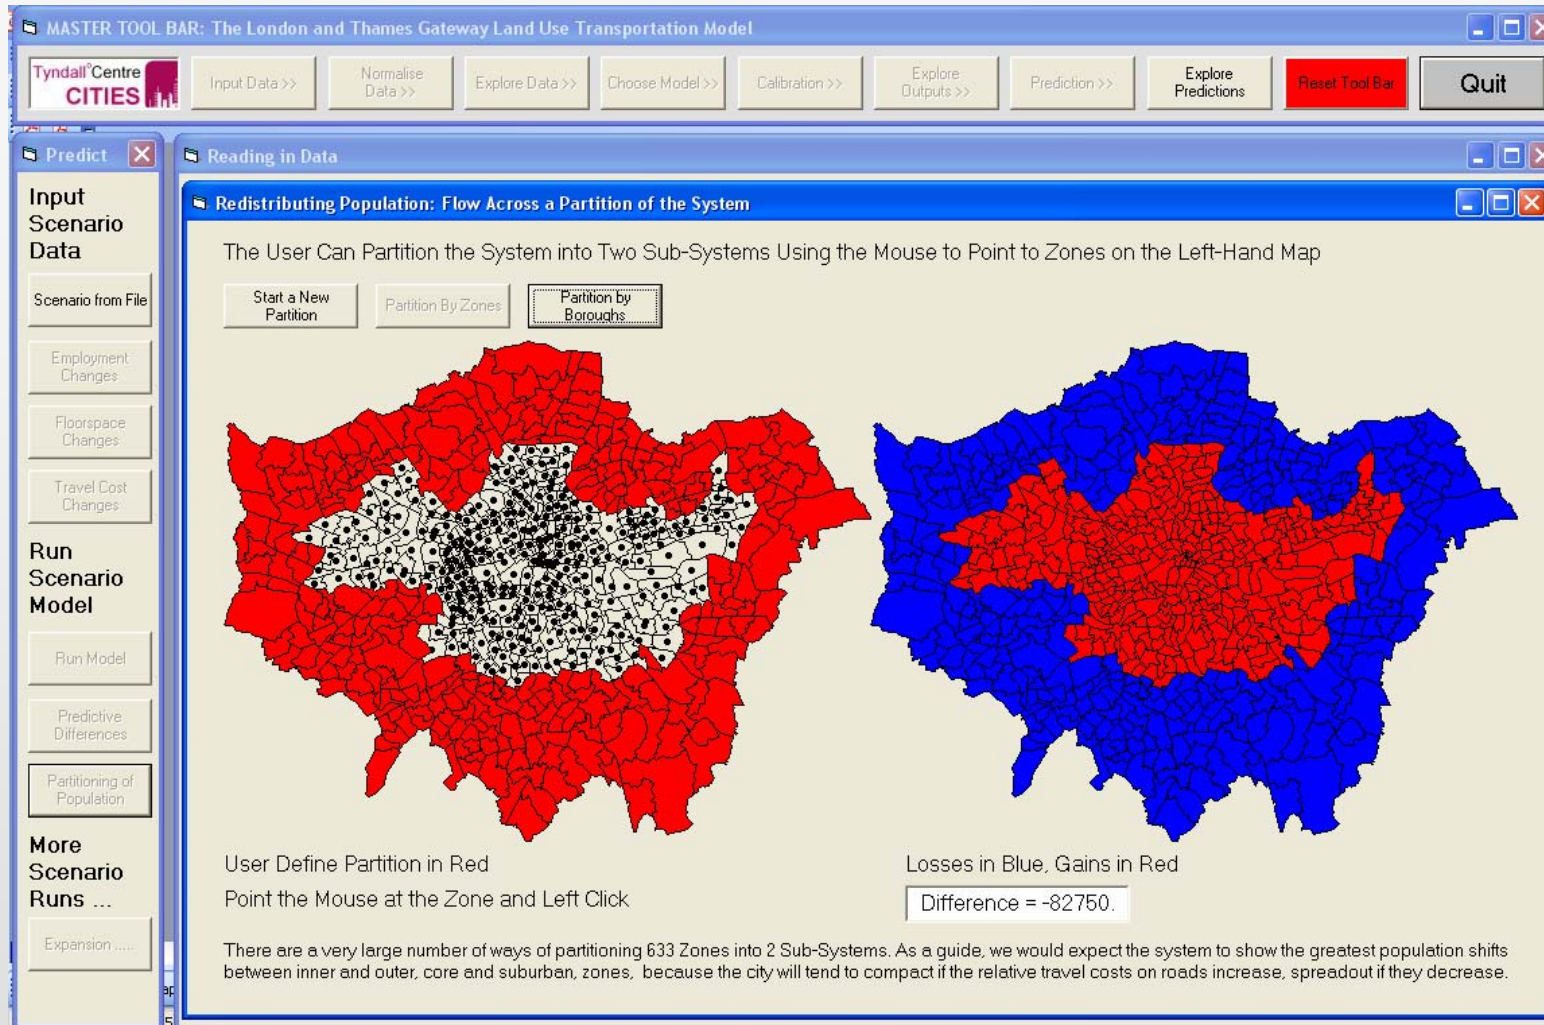 MASTER TOOL BAR: The London and Thames Gateway Land Use Transportation Model
Tyndall°Centre
CITIES
Input Data >>
Normalise
Data >>
Explore Data >>
Choose Model >>
Calibration >>
Explore
Outputs >>
Prediction >>
Explore
Predictions
Reset Tool Bar
Quit
Predict
Input
Scenario
Data
Scenario from File
Employment
Changes
Floorspace
Changes
Travel Cost
Changes
Run
Scenario
Model
Run Model
Predictive
Differences
Partitioning of
Population
More
Scenario
Runs ...
Expansion .....
Reading in Data
Redistributing Population: Flow Across a Partition of the System
The User Can Partition the System into Two Sub-Systems Using the Mouse to Point to Zones on the Left-Hand Map
Start a New
Partition
Partition By Zones
Partition by
Boroughs
User Define Partition in Red
Point the Mouse at the Zone and Left Click
Losses in Blue, Gains in Red
Difference = -82750.
There are a very large number of ways of partitioning 633 Zones into 2 Sub-Systems. As a guide, we would expect the system to show the greatest population shifts
between inner and outer, core and suburban, zones, because the city will tend to compact if the relative travel costs on roads increase, spreadout if they decrease.